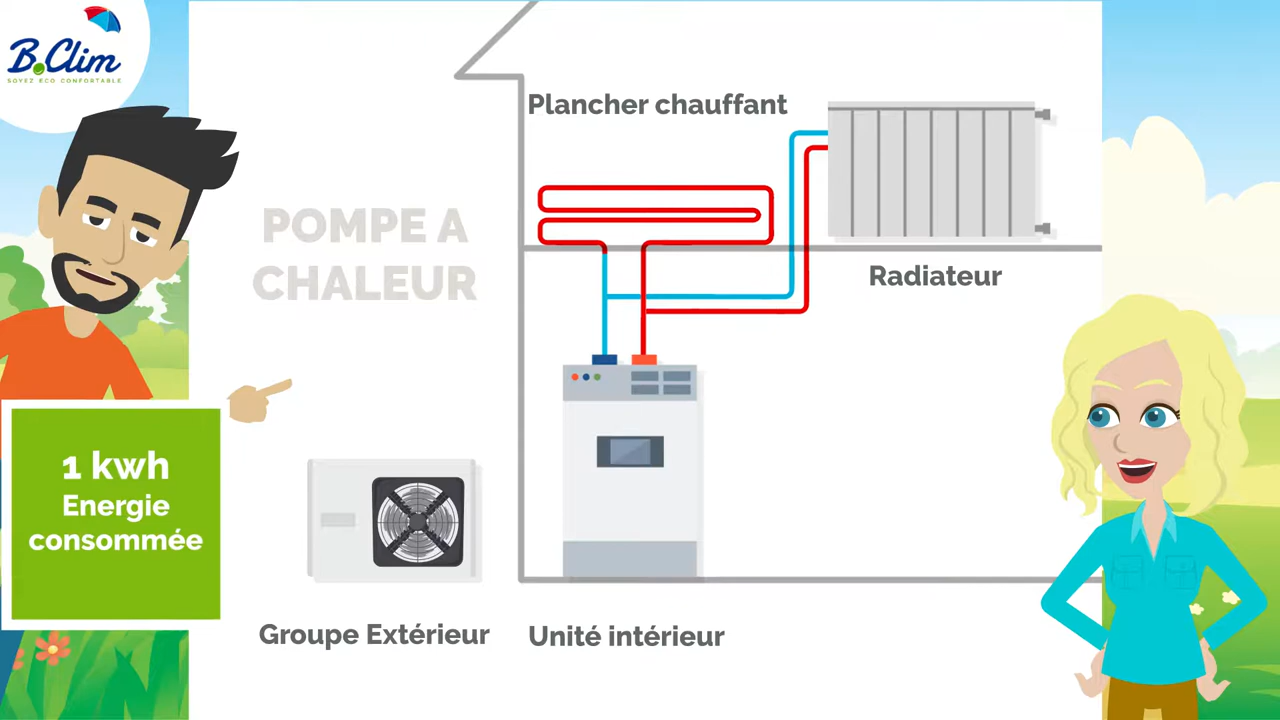 B.Clim
SOYEZ ECO CONFORTABLE
Plancher chauffant
POMPE A
CHALEUR
Radiateur
1 kwh
Energie
consommée
Groupe Extérieur
Unité intérieur